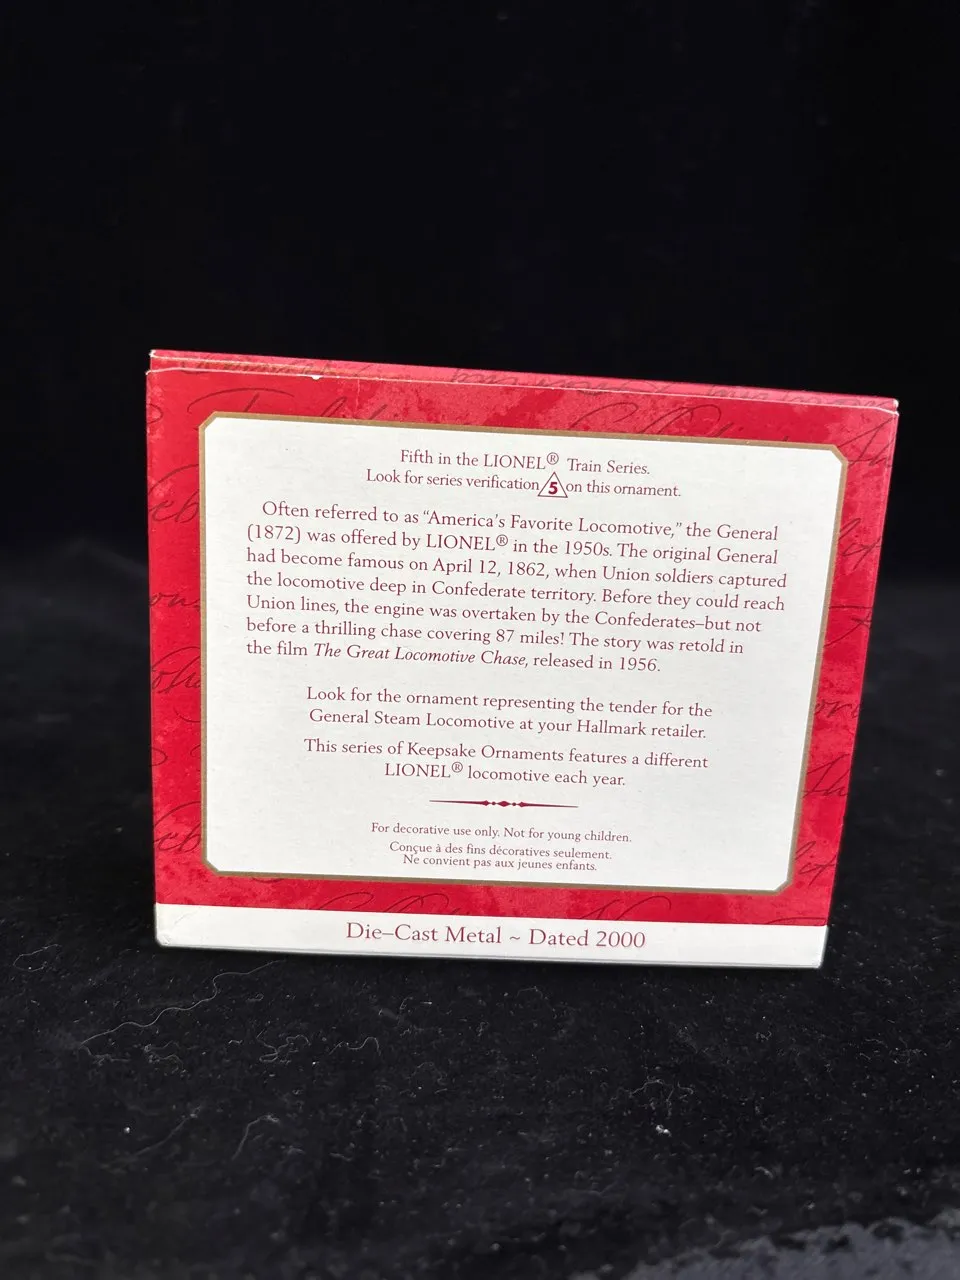 Fifth in the LIONEL® Train Series.
Look for series verification 5 on this ornament.
Often referred to as “America's Favorite Locomotive,” the General
(1872) was offered by LIONEL® in the 1950s. The original General
had become famous on April 12, 1862, when Union soldiers captured
the locomotive deep in Confederate territory. Before they could reach
Union lines, the engine was overtaken by the Confederates–but not
before a thrilling chase covering 87 miles! The story was retold in
the film The Great Locomotive Chase, released in 1956.
Look for the ornament representing the tender for the
General Steam Locomotive at your Hallmark retailer.
This series of Keepsake Ornaments features a different
LIONEL® locomotive each year.
For decorative use only. Not for young children.
Conçue à des fins décoratives seulement.
Ne convient pas aux jeunes enfants.
Die–Cast Metal ~ Dated 2000